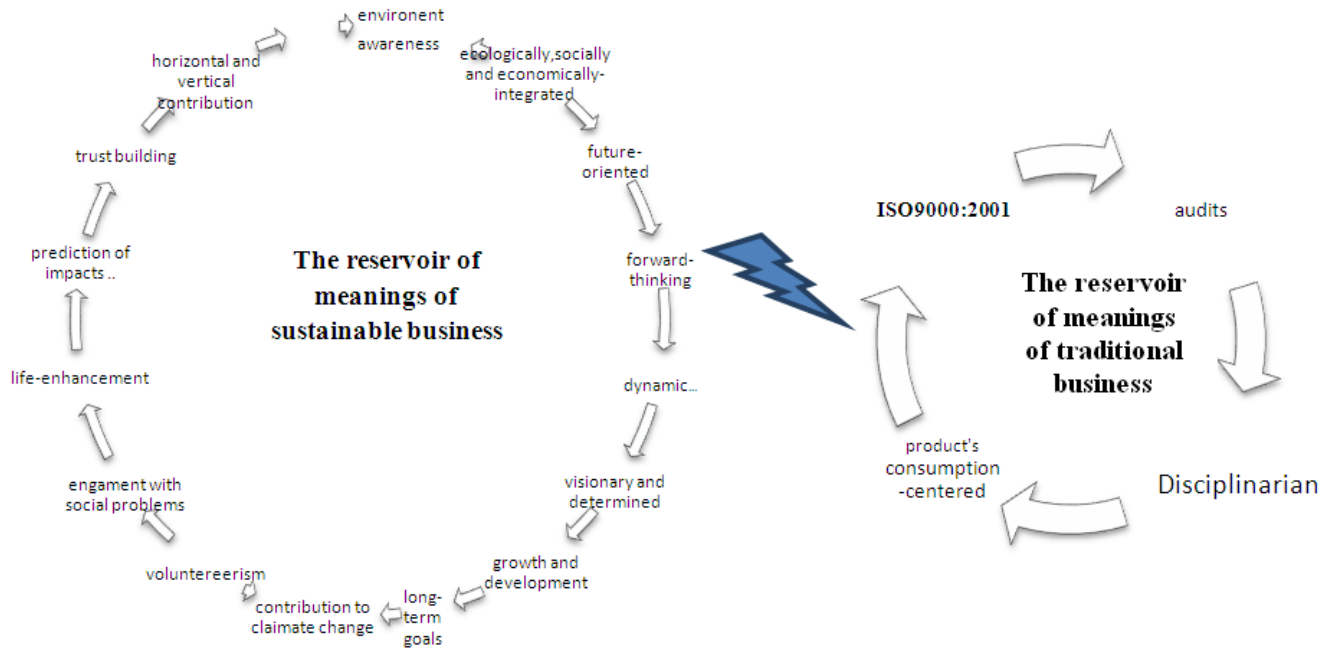 environent
awareness
ecologically,socially
and economically-
integrated
future-
oriented
forward-
thinking
dynamic...
visionary and
determined
growth and
development
long-
term
goals
contribution to
claimate change
voluntereerism
engament with
social problems
life-enhancement
prediction of
impacts ..
trust building
horizontal and
vertical
contribution
The reservoir of
meanings of
sustainable business
ISO9000:2001
audits
Disciplinarian
product's
consumption
-centered
The reservoir
of meanings
of traditional
business